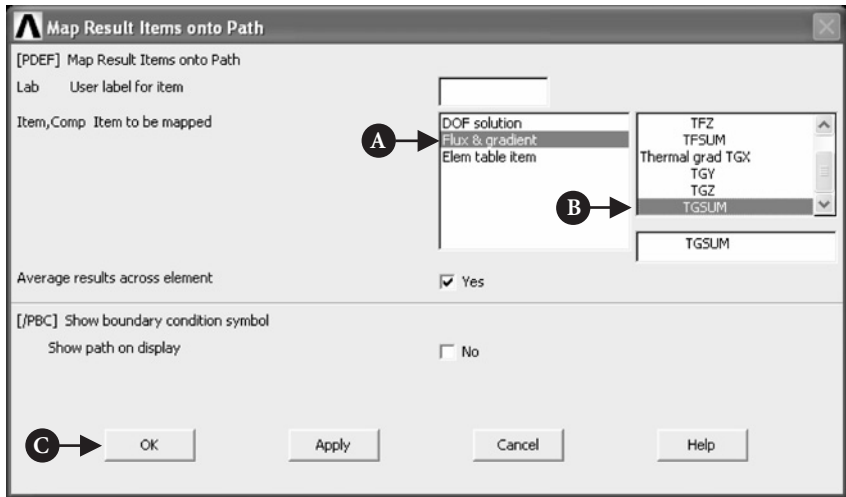 Map Result Items onto Path
[PDEF] Map Result Items onto Path
Lab User label for item
Item,Comp Item to be mapped
DOF solution
Flux & gradient
Elem table item
TFZ
TFSUM
Thermal grad TGX
TGY
TGZ
TGSUM
TGSUM
A
B
Average results across element
Yes
[/PBC] Show boundary condition symbol
Show path on display
No
C
OK
Apply
Cancel
Help